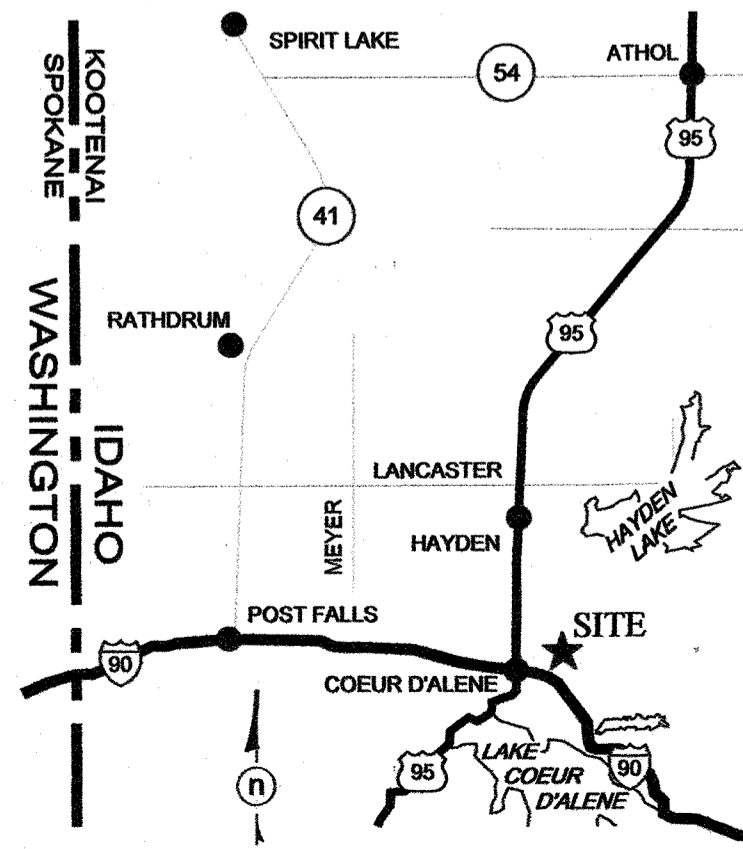 SPIRIT LAKE
ATHOL
54
KOOTENAI
SPOKANE
95
41
RATHDRUM
95
WASHINGTON
IDAHO
LANCASTER
HAYDEN
LAKE
MEYER
HAYDEN
POST FALLS
SITE
90
COEUR D'ALENE
LAKE
COEUR
D'ALENE
95
90
n